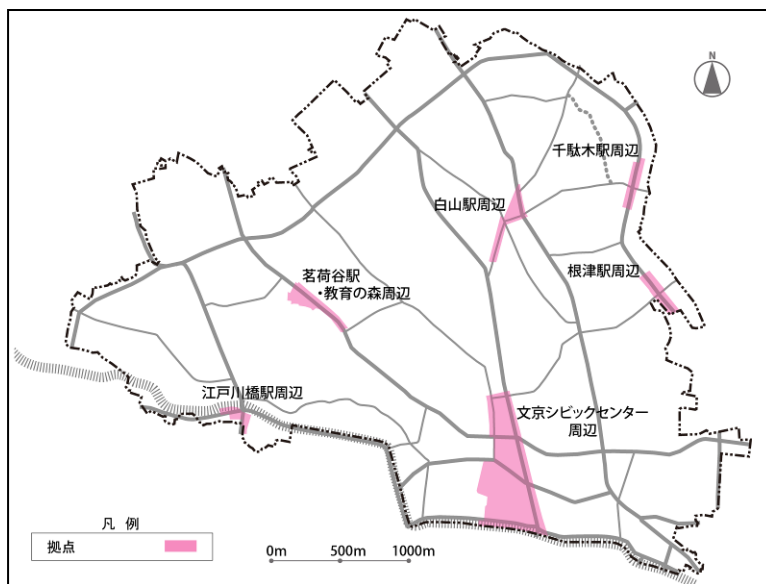 N
千駄木駅周辺
白山駅周辺
根津駅周辺
茗荷谷駅
・教育の森周辺
江戸川橋駅周辺
文京シビックセンター
周辺
凡 例
拠点
0m 500m 1000m